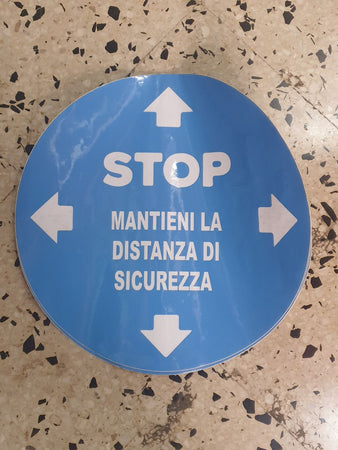 STOP
MANTIENI LA
DISTANZA DI
SICUREZZA